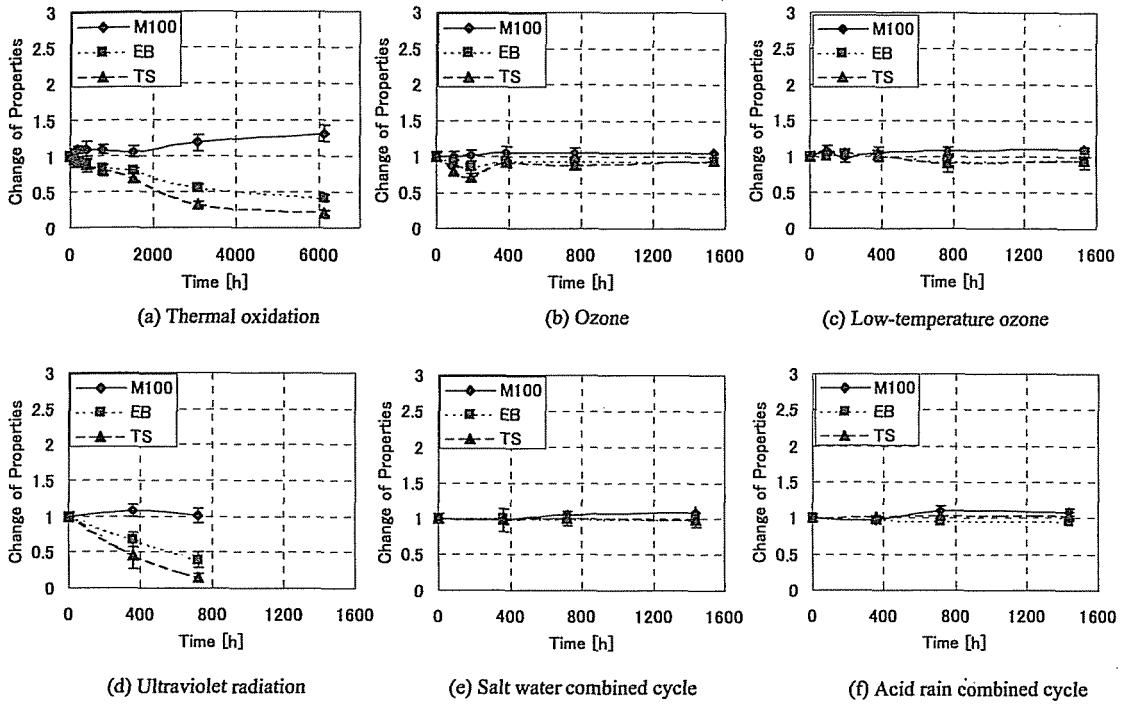 M100
EB
TS
Change of Properties
3
2.5
2
1.5
1
0.5
0
0 2000 4000 6000
Time [h]
(a) Thermal oxidation
M100
EB
TS
Change of Properties
3
2.5
2
1.5
1
0.5
0
0 400 800 1200 1600
Time [h]
(b) Ozone
M100
EB
TS
Change of Properties
3
2.5
2
1.5
1
0.5
0
0 400 800 1200 1600
Time [h]
(c) Low-temperature ozone
M100
EB
TS
Change of Properties
3
2.5
2
1.5
1
0.5
0
0 400 800 1200 1600
Time [h]
(d) Ultraviolet radiation
M100
EB
TS
Change of Properties
3
2.5
2
1.5
1
0.5
0
0 400 800 1200 1600
Time [h]
(e) Salt water combined cycle
M100
EB
TS
Change of Properties
3
2.5
2
1.5
1
0.5
0
0 400 800 1200 1600
Time [h]
(f) Acid rain combined cycle